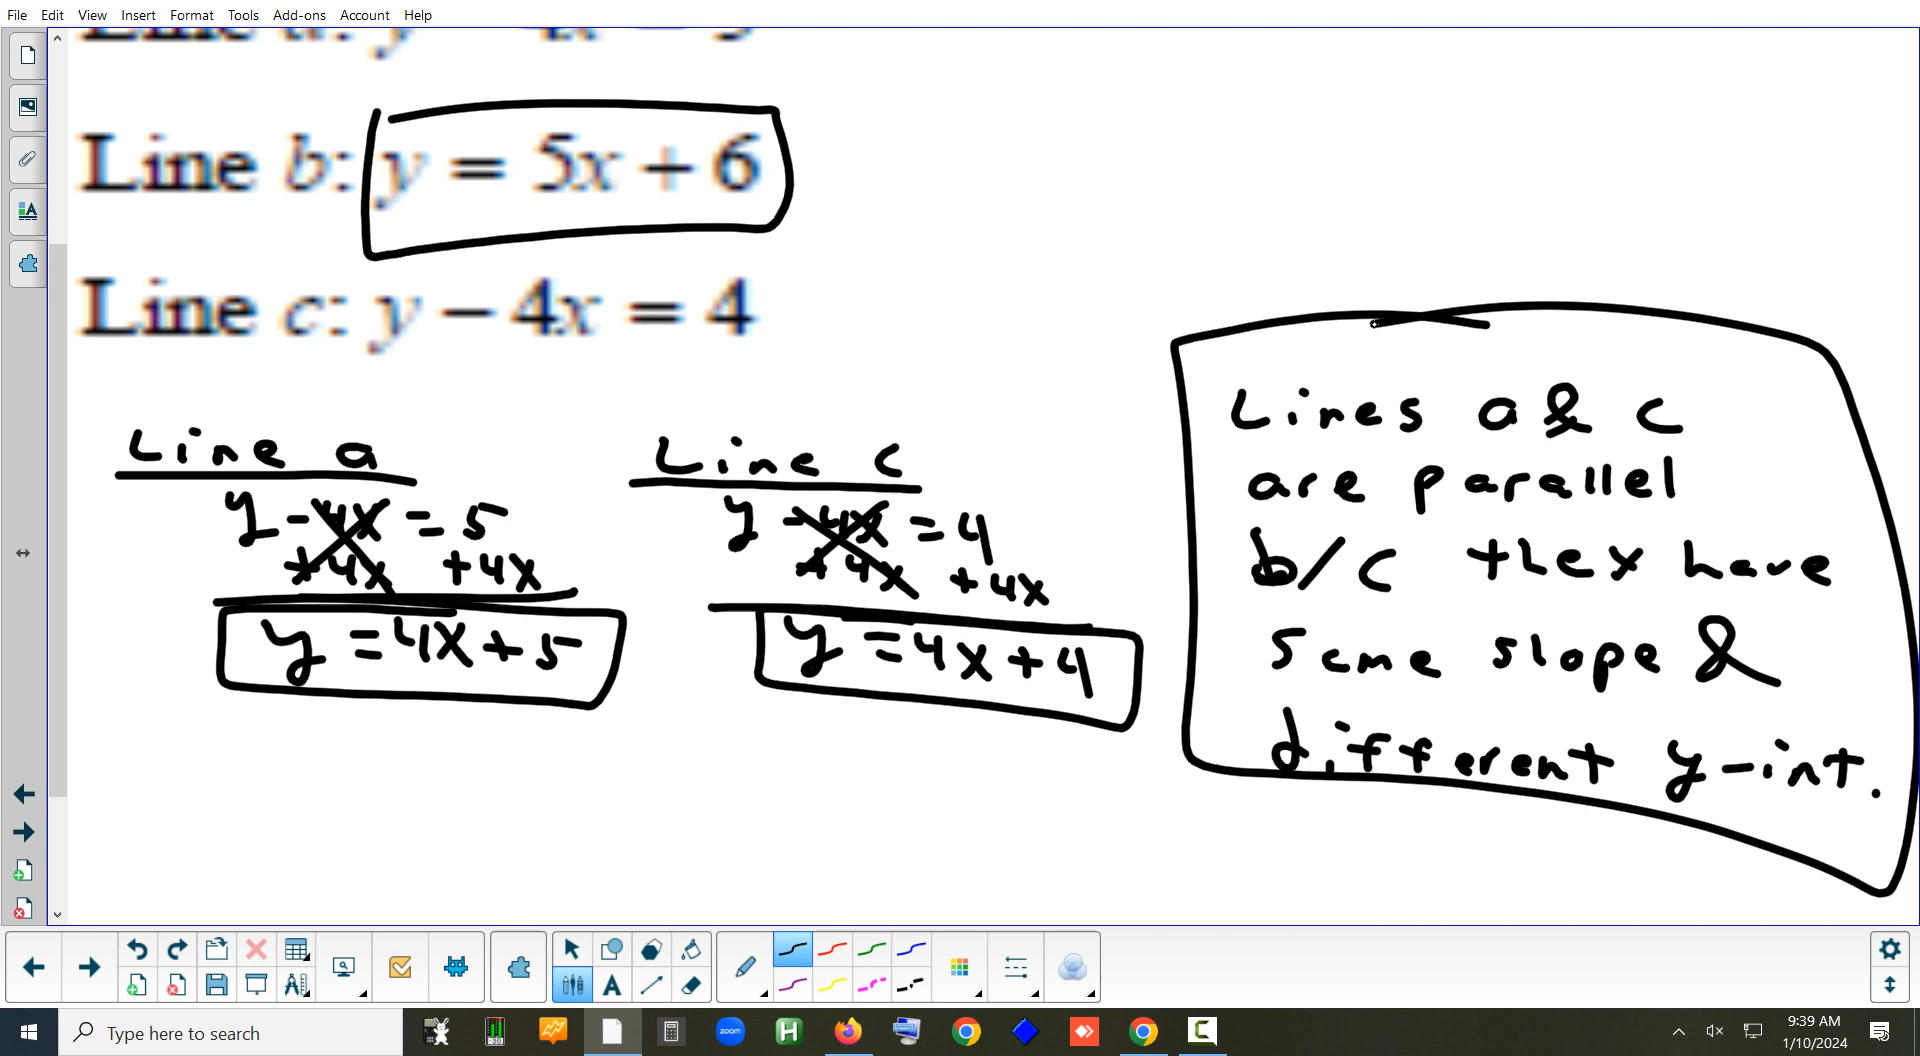 File Edit View Insert Format Tools Add-ons Account Help
Line b: y = 5x + 6
Line c: y − 4x = 4
Line a
y - 4x = 5
+ 4x + 4x
y = 4x + 5
Line c
y - 4x = 4
+ 4x + 4x
y = 4x + 4
Lines a & c
are parallel
b/c they have
same slope &
different y-int.
Type here to search
zoom
9:39 AM
1/10/2024